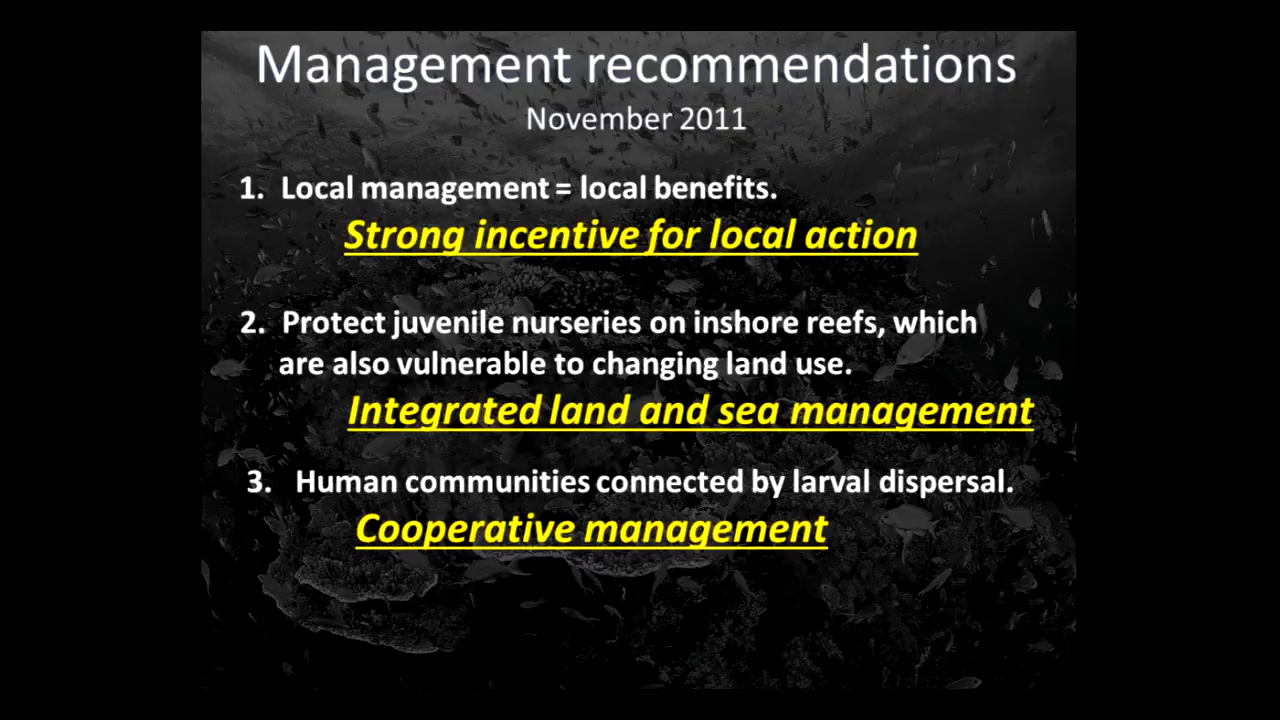 Management recommendations
November 2011
1. Local management = local benefits.
Strong incentive for local action
2. Protect juvenile nurseries on inshore reefs, which
are also vulnerable to changing land use.
Integrated land and sea management
3. Human communities connected by larval dispersal.
Cooperative management